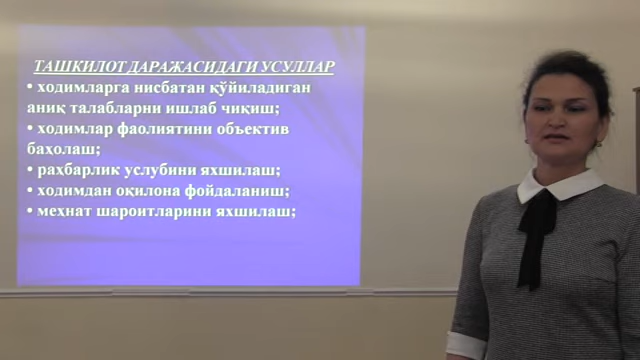 ТАШКИЛОТ ДАРАЖАСИДАГИ УСУЛЛАР
• ходимларга нисбатан қўйиладиган
аниқ талабларни ишлаб чиқиш;
• ходимлар фаолиятини объектив
баҳолаш;
• раҳбарлик услубини яхшилаш;
• ходимдан оқилона фойдаланиш;
• меҳнат шароитларини яхшилаш;